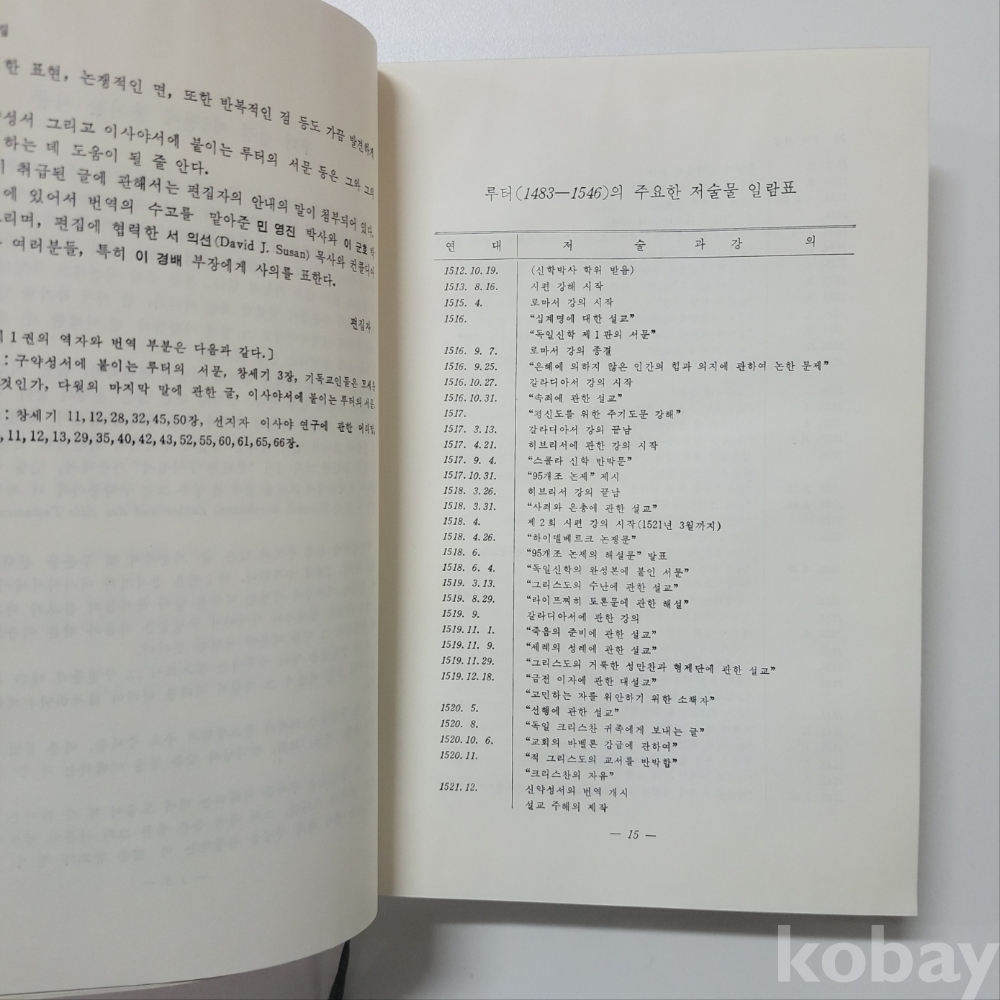 한 표현, 논쟁적인 면, 또한 반복적인 점 등도 가끔 발견하게
성서 그리고 이사야서에 붙이는 루터의 서문 등은 그와 그의
하는 데 도움이 될 줄 안다.
취급된 글에 관해서는 편집자의 안내의 말이 첨부되어 있다.
에 있어서 번역의 수고를 맡아준 민 영진 박사와 이 군호
리며, 편집에 협력한 서 의선(David J. Susan) 목사와 컨콜디아
여러분들, 특히 이 경배 부장에게 사의를 표한다.
편집자
1권의 역자와 번역 부분은 다음과 같다.]
: 구약성서에 붙이는 루터의 서문, 창세기 3장, 기독교인들은 모세를
것인가, 다윗의 마지막 말에 관한 글, 이사야서에 붙이는 루터의 서문
: 창세기 11,12,28,32,45,50장, 선지자 이사야 연구에 관한
,11,12,13,29,35,40,42,43,52,55,60,61,65,66장.
루터(1483—1546)의 주요한 저술물 일람표
연 대 저 술 과 강 의
1512.10.19. (신학박사 학위 받음)
1513. 8.16. 시편 강해 시작
1515. 4. 로마서 강의 시작
1516. “십계명에 대한 설교”
“독일신학 제1판의 서문”
1516. 9.7. 로마서 강의 종결
1516. 9.25. “은혜에 의하지 않은 인간의 힘과 의지에 관하여 논한 문제”
1516.10.27. 갈라디아서 강의 시작
1516.10.31. “속죄에 관한 설교”
1517. “평신도를 위한 주기도문 강해”
1517. 3.13. 갈라디아서 강의 끝남
1517. 4.21. 히브리서에 관한 강의 시작
1517. 9.4. “스콜라 신학 반박문”
1517.10.31. “95개조 논제” 제시
1518. 3.26. 히브리서 강의 끝남
1518. 3.31. “사죄와 은총에 관한 설교”
1518. 4. 제2회 시편 강의 시작(1521년 3월까지)
1518. 4.26. “하이델베르크 논쟁문”
1518. 6. “95개조 논제의 해설문” 발표
1518. 6.4. “독일신학의 완성본에 붙인 서문”
1519. 3.13. “그리스도의 수난에 관한 설교”
1519. 8.29. “라이프찌히 토론문에 관한 해설”
1519. 9. 갈라디아서에 관한 강의
1519.11. 1. “죽음의 준비에 관한 설교”
1519.11. 9. “세례의 성례에 관한 설교”
1519.11.29. “그리스도의 거룩한 성만찬과 형제단에 관한 설교”
1519.12.18. “금전 이자에 관한 대설교”
“고민하는 자를 위안하기 위한 소책자”
1520. 5. “선행에 관한 설교”
1520. 8. “독일 크리스챤 귀족에게 보내는 글”
1520.10. 6. “교회의 바벨론 감금에 관하여”
1520.11. “적 그리스도의 교서를 반박함”
“크리스챤의 자유”
1521.12. 신약성서의 번역 개시
설교 주해의 제작
— 15 —
kobay